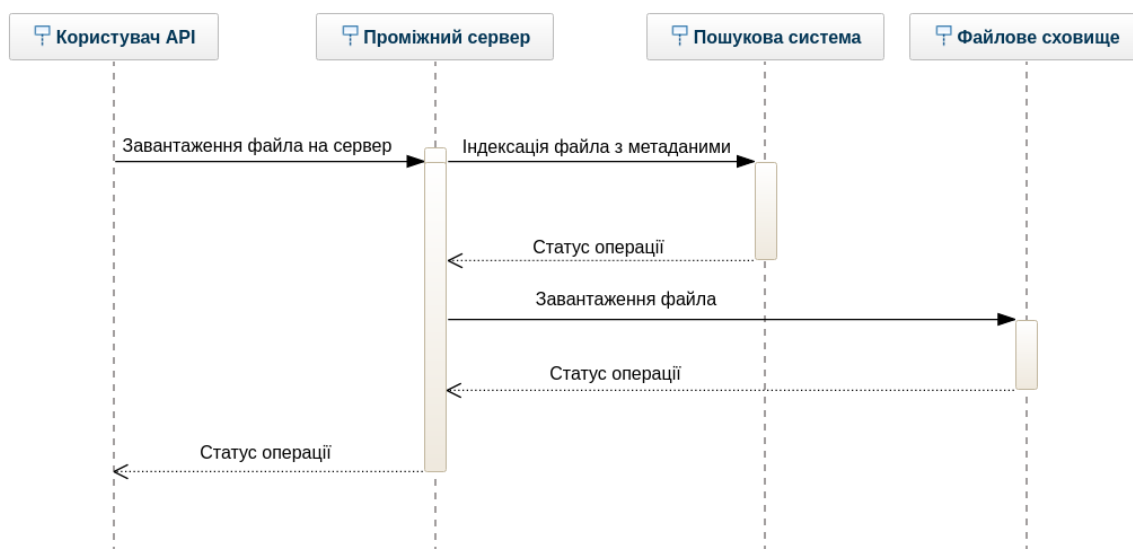 Користувач API
Проміжний сервер
Пошукова система
Файлове сховище
Завантаження файла на сервер
Індексація файла з метаданими
Статус операції
Завантаження файла
Статус операції
Статус операції